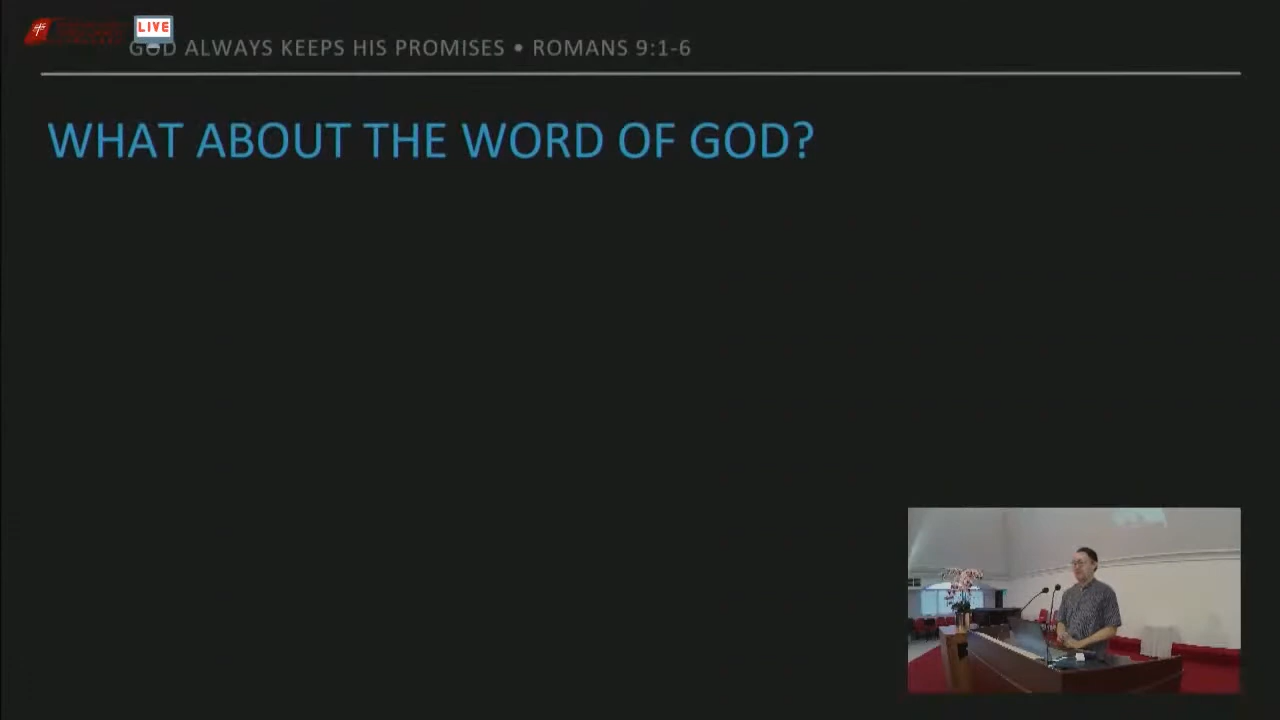 LIVE
GOD ALWAYS KEEPS HIS PROMISES • ROMANS 9:1-6
WHAT ABOUT THE WORD OF GOD?